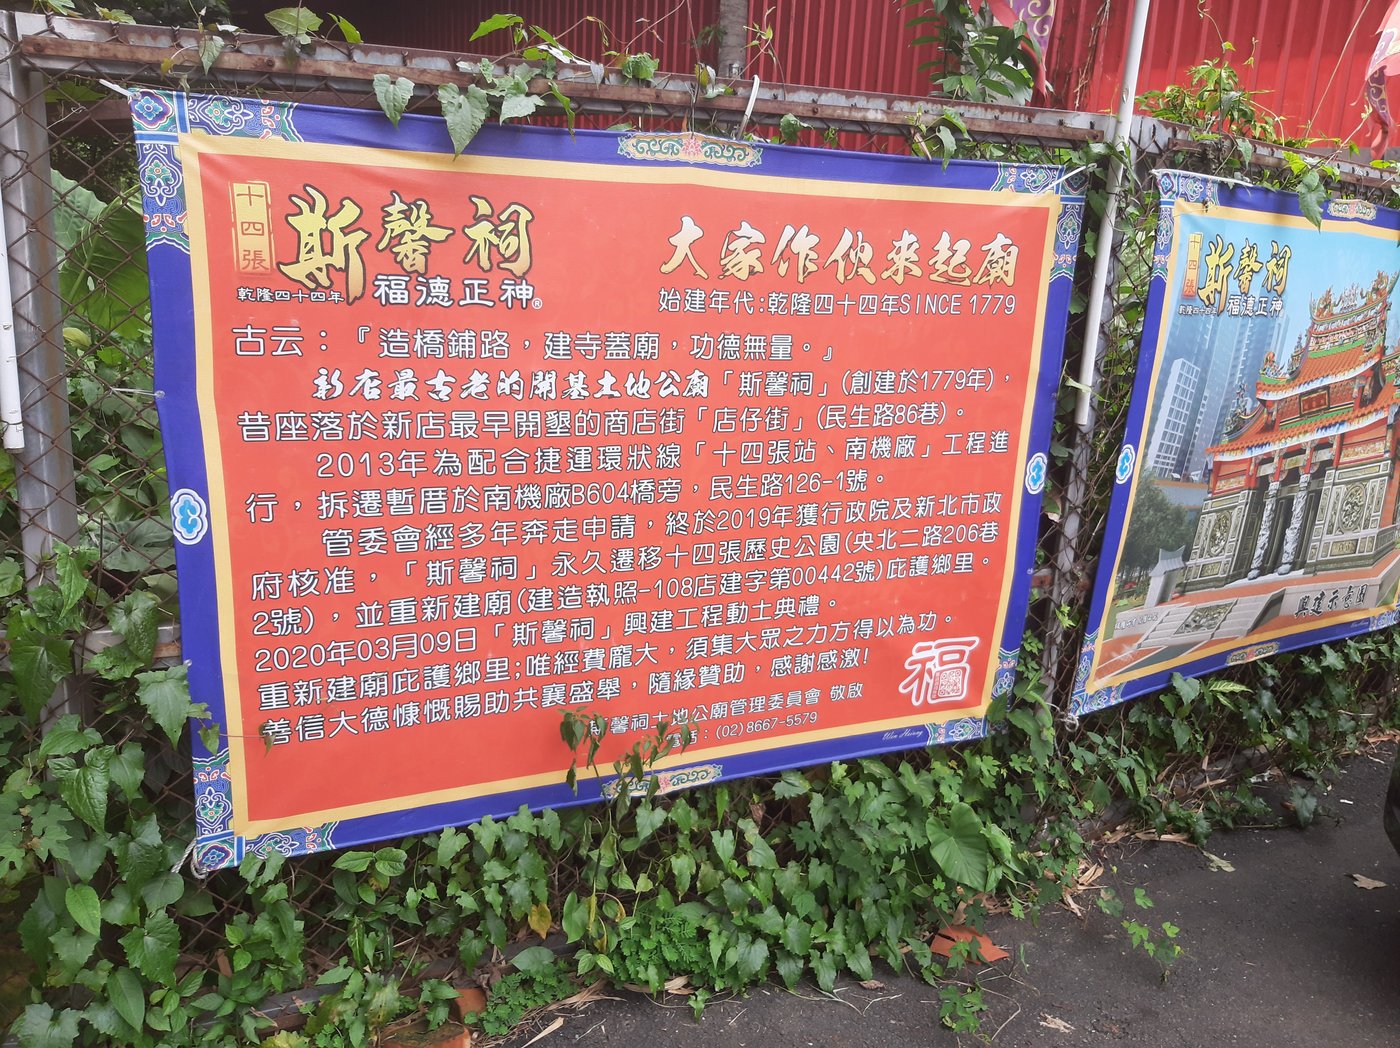 十四張
斯馨祠
乾隆四十四年
福德正神®
大家作伙來起廟
始建年代:乾隆四十四年SINCE 1779
古云：『造橋鋪路，建寺蓋廟，功德無量。』
新店最古老的開基土地公廟「斯馨祠」(創建於1779年)，
昔座落於新店最早開墾的商店街「店仔街」(民生路86巷)。
2013年為配合捷運環狀線「十四張站、南機廠」工程進
行，拆遷暫厝於南機廠B604橋旁，民生路126-1號。
管委會經多年奔走申請，終於2019年獲行政院及新北市政
府核准，「斯馨祠」永久遷移十四張歷史公園(央北二路206巷
2號)，並重新建廟(建造執照-108店建字第00442號)庇護鄉里。
2020年03月09日「斯馨祠」興建工程動土典禮。
重新建廟庇護鄉里;唯經費龐大，須集大眾之力方得以為功。
善信大德慷慨賜助共襄盛舉，隨緣贊助，感謝感激!
斯馨祠土地公廟管理委員會 敬啟
電話：(02)8667-5579
福
十四張
斯馨祠
乾隆四十四年
福德正神
興建示意圖